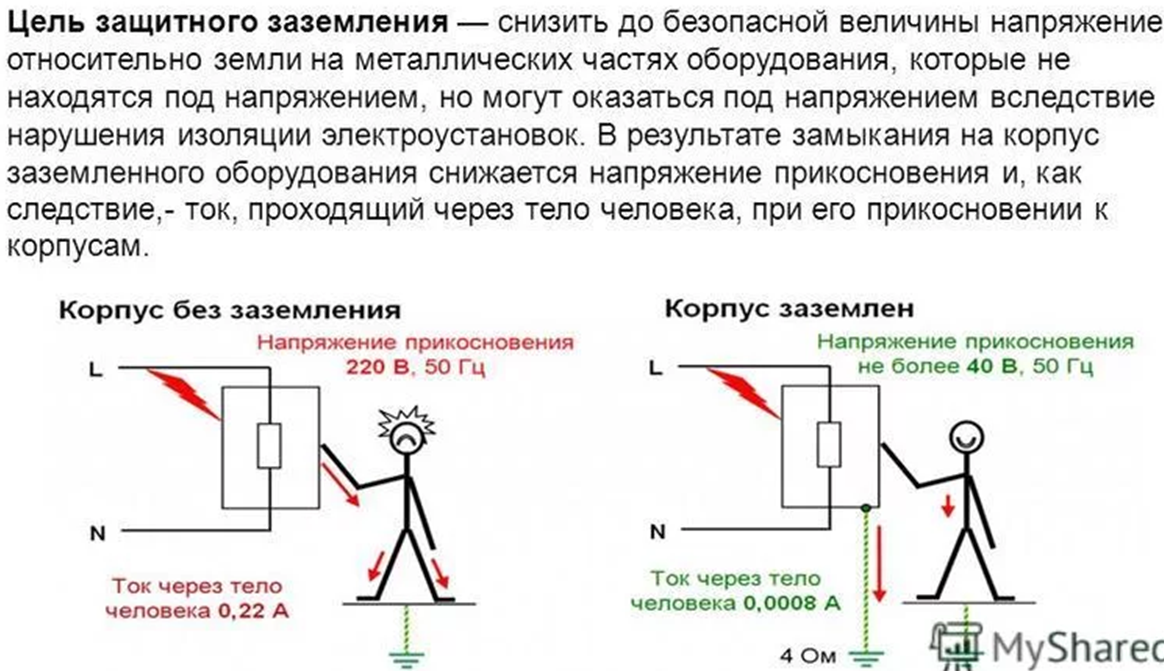 Цель защитного заземления — снизить до безопасной величины напряжение
относительно земли на металлических частях оборудования, которые не
находятся под напряжением, но могут оказаться под напряжением вследствие
нарушения изоляции электроустановок. В результате замыкания на корпус
заземленного оборудования снижается напряжение прикосновения и, как
следствие,- ток, проходящий через тело человека, при его прикосновении к
корпусам.
Корпус без заземления
Напряжение прикосновения
220 В, 50 Гц
L
N
Ток через тело
человека 0,22 А
Корпус заземлен
Напряжение прикосновения
не более 40 В, 50 Гц
L
N
Ток через тело
человека 0,0008 А
4 Ом
MyShared